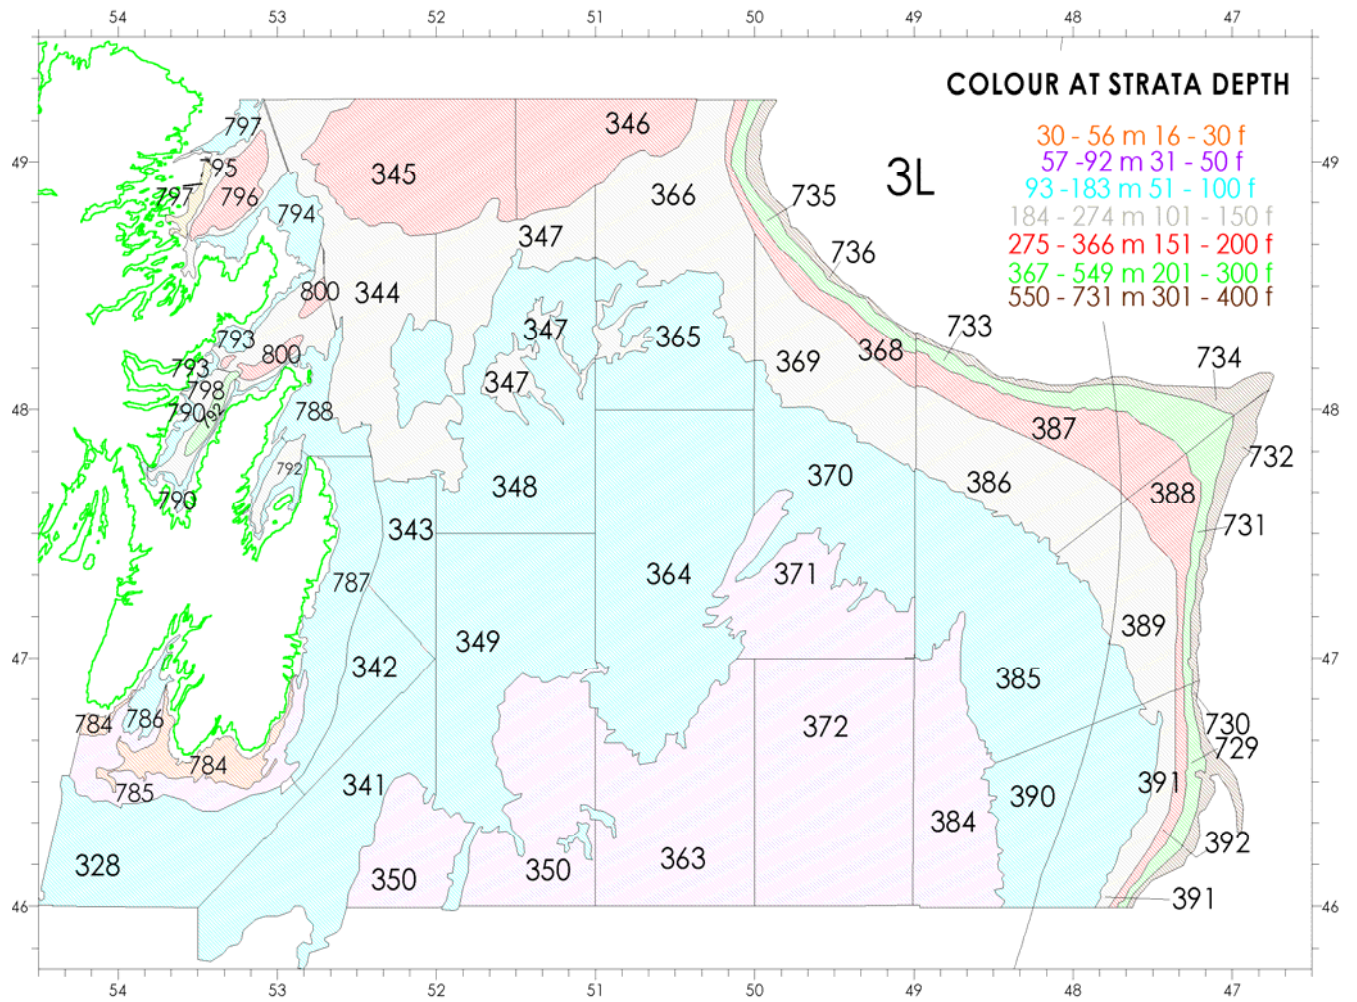 54 53 52 51 50 49 48 47
COLOUR AT STRATA DEPTH
30 - 56 m 16 - 30 f
57 -92 m 31 - 50 f
93 -183 m 51 - 100 f
184 - 274 m 101 - 150 f
275 - 366 m 151 - 200 f
367 - 549 m 201 - 300 f
550 - 731 m 301 - 400 f
3L
797 346
49 795 345 49
797 796 366 735
794 347 736
800 344
793 347 365 733
800 369 368 734
793 347
798
48 790 788 387 48
792 370 732
790 348 386 388
343 731
787 364 371
349 389
47 342 385 47
784 786 372 730
784 729
785 341 390 391
384 392
328 350 350 363
46 391 46
54 53 52 51 50 49 48 47